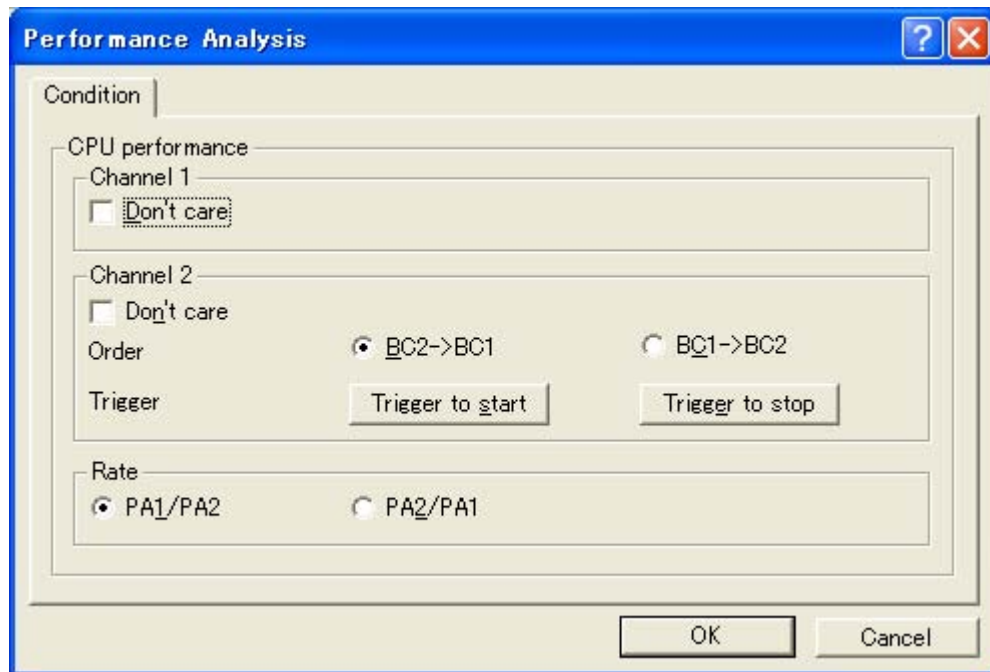 Performance Analysis
Condition
CPU performance
Channel 1
Don't care
Channel 2
Don't care
Order BC2->BC1 BC1->BC2
Trigger Trigger to start Trigger to stop
Rate
PA1/PA2 PA2/PA1
OK Cancel